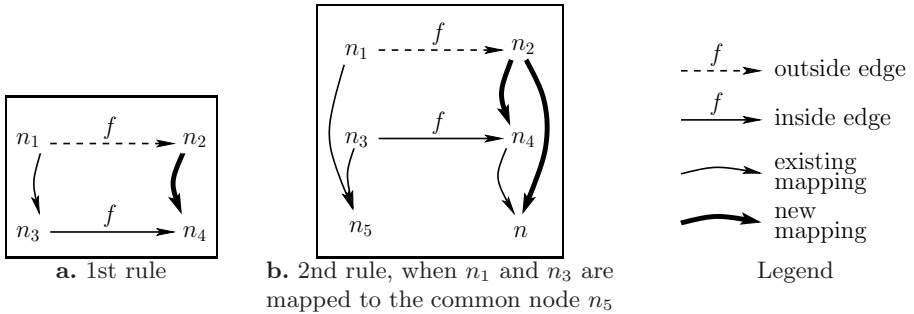 f
n1 n2
n3 f n4
a. 1st rule
n1 f n2
n3 f n4
n5 n
b. 2nd rule, when n1 and n3 are
mapped to the common node n5
f outside edge
f inside edge
existing
mapping
new
mapping
Legend